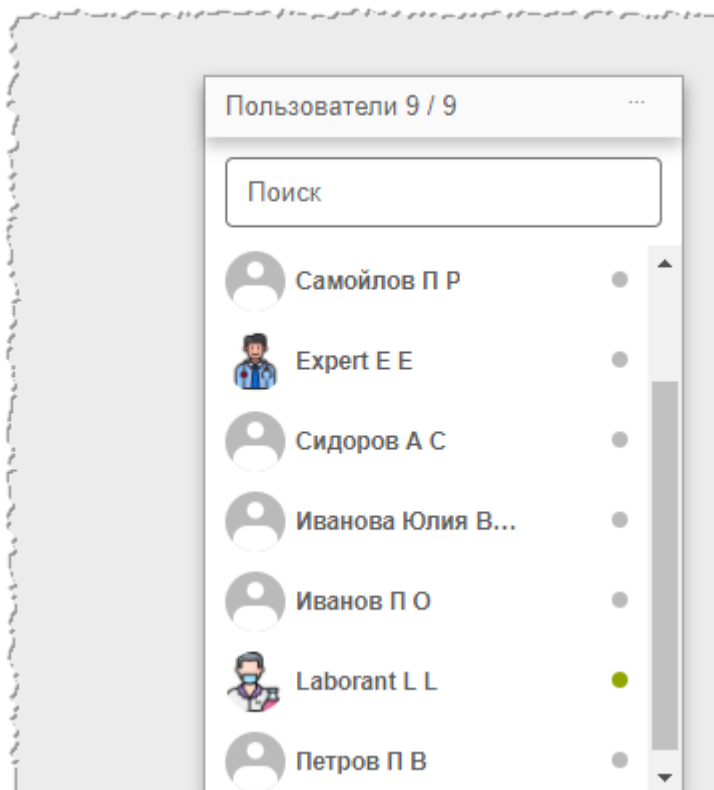 Пользователи 9 / 9 ...
Поиск
Самойлов П Р
Expert E E
Сидоров А С
Иванова Юлия В...
Иванов П О
Laborant L L
Петров П В